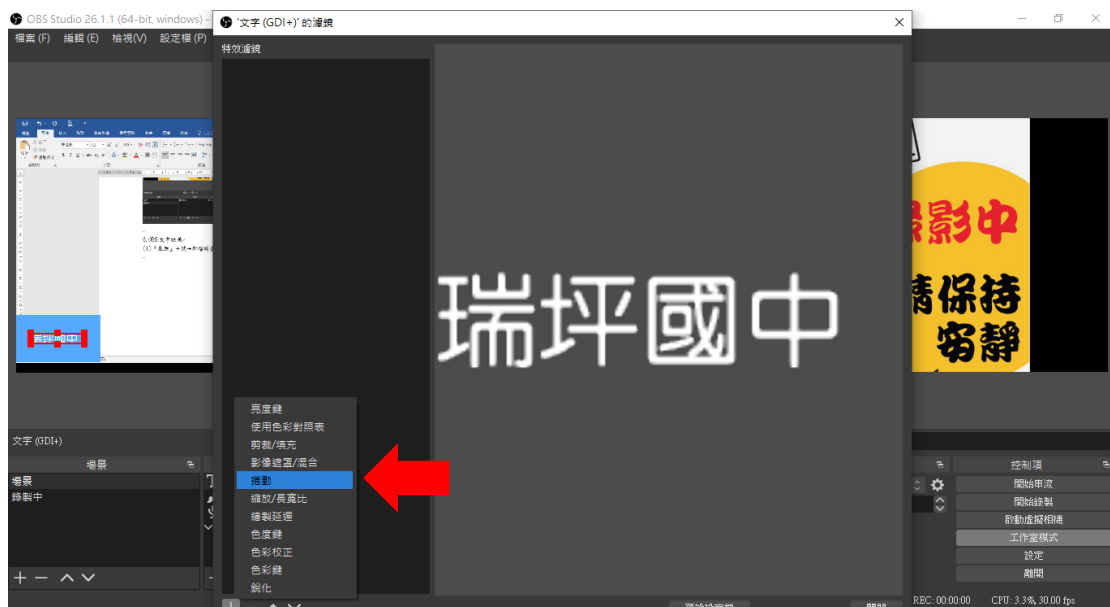 OBS Studio 26.1.1 (64-bit, windows) -
檔案(F) 編輯(E) 檢視(V) 設定檔(P)
'文字 (GDI+)' 的濾鏡
特效濾鏡
瑞坪國中
影中
請保持
安靜
瑞坪國中
亮度鍵
使用色彩對照表
剪裁/填充
影像遮罩/混合
捲動
縮放/長寬比
繪製延遲
色度鍵
色彩校正
色彩鍵
銳化
文字 (GDI+)
場景
場景
錄製中
控制項
開始串流
開始錄製
啟動虛擬相機
工作室模式
設定
離開
REC: 00:00:00 CPU: 3.3%, 30.00 fps